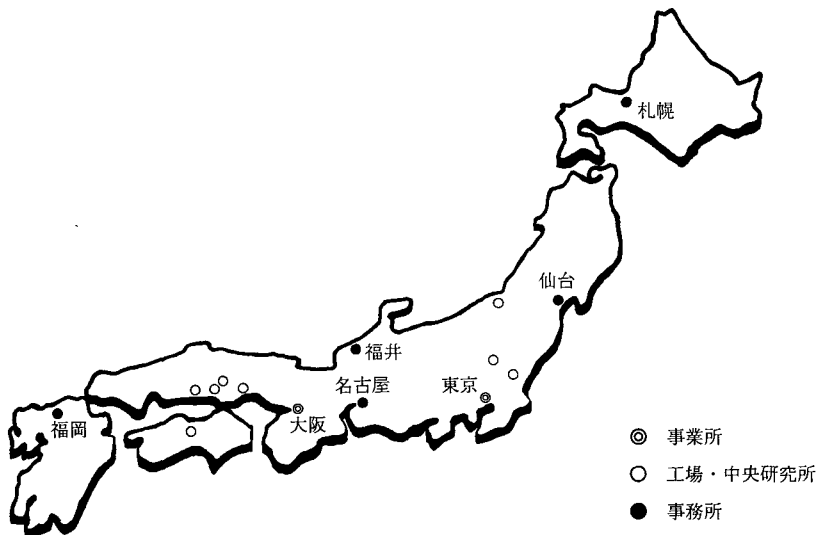 札幌
仙台
福井
名古屋
東京
大阪
福岡
◎ 事業所
○ 工場・中央研究所
● 事務所